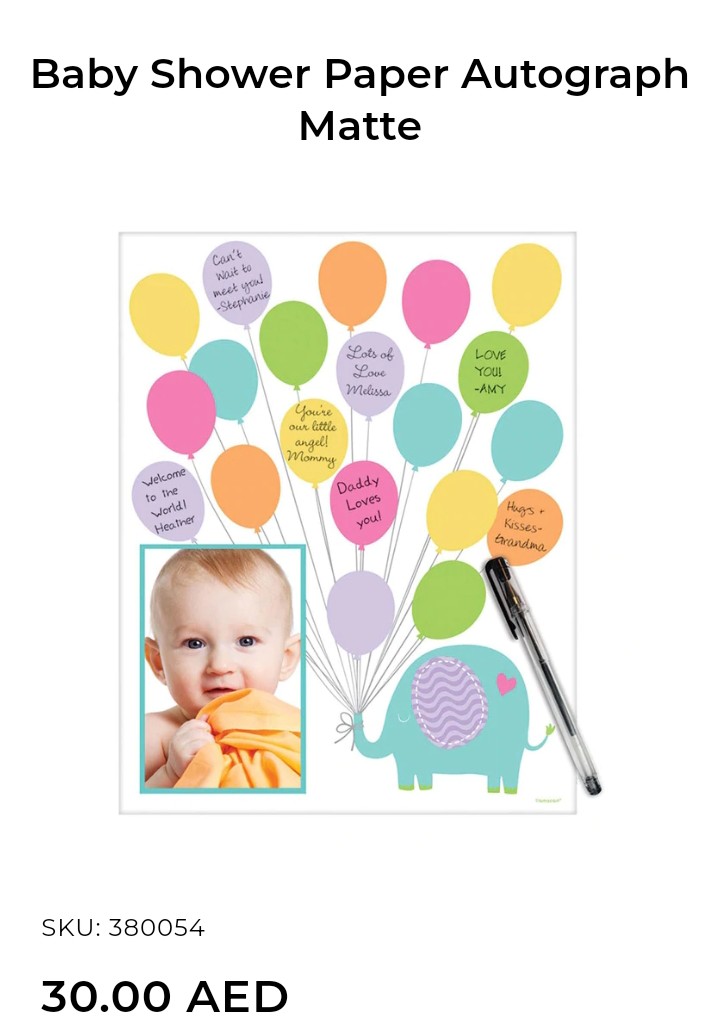 Baby Shower Paper Autograph
Matte
Can't
wait to
meet you!
-Stephanie
Lots of
Love
Melissa
LOVE
YOU!
-AMY
You're
our little
angel!
Mommy
Welcome
to the
World!
Heather
Daddy
Loves
you!
Hugs +
Kisses-
Grandma
SKU: 380054
30.00 AED